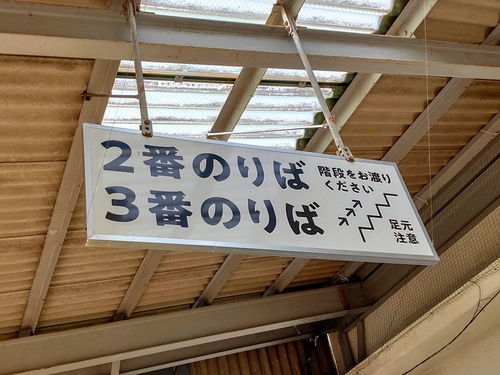 2番のりば
3番のりば
階段をお渡り
ください
足元
注意